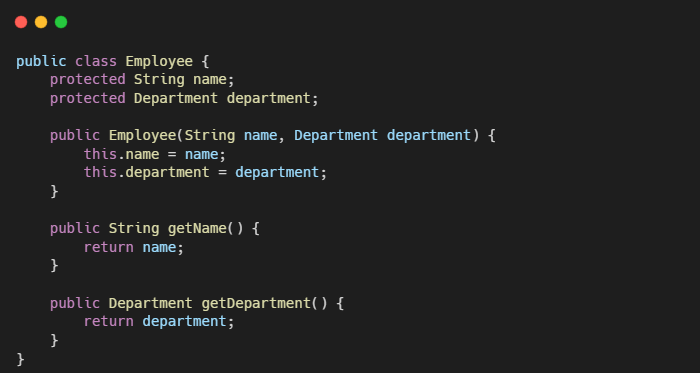 public class Employee {
    protected String name;
    protected Department department;

    public Employee(String name, Department department) {
        this.name = name;
        this.department = department;
    }

    public String getName() {
        return name;
    }

    public Department getDepartment() {
        return department;
    }
}